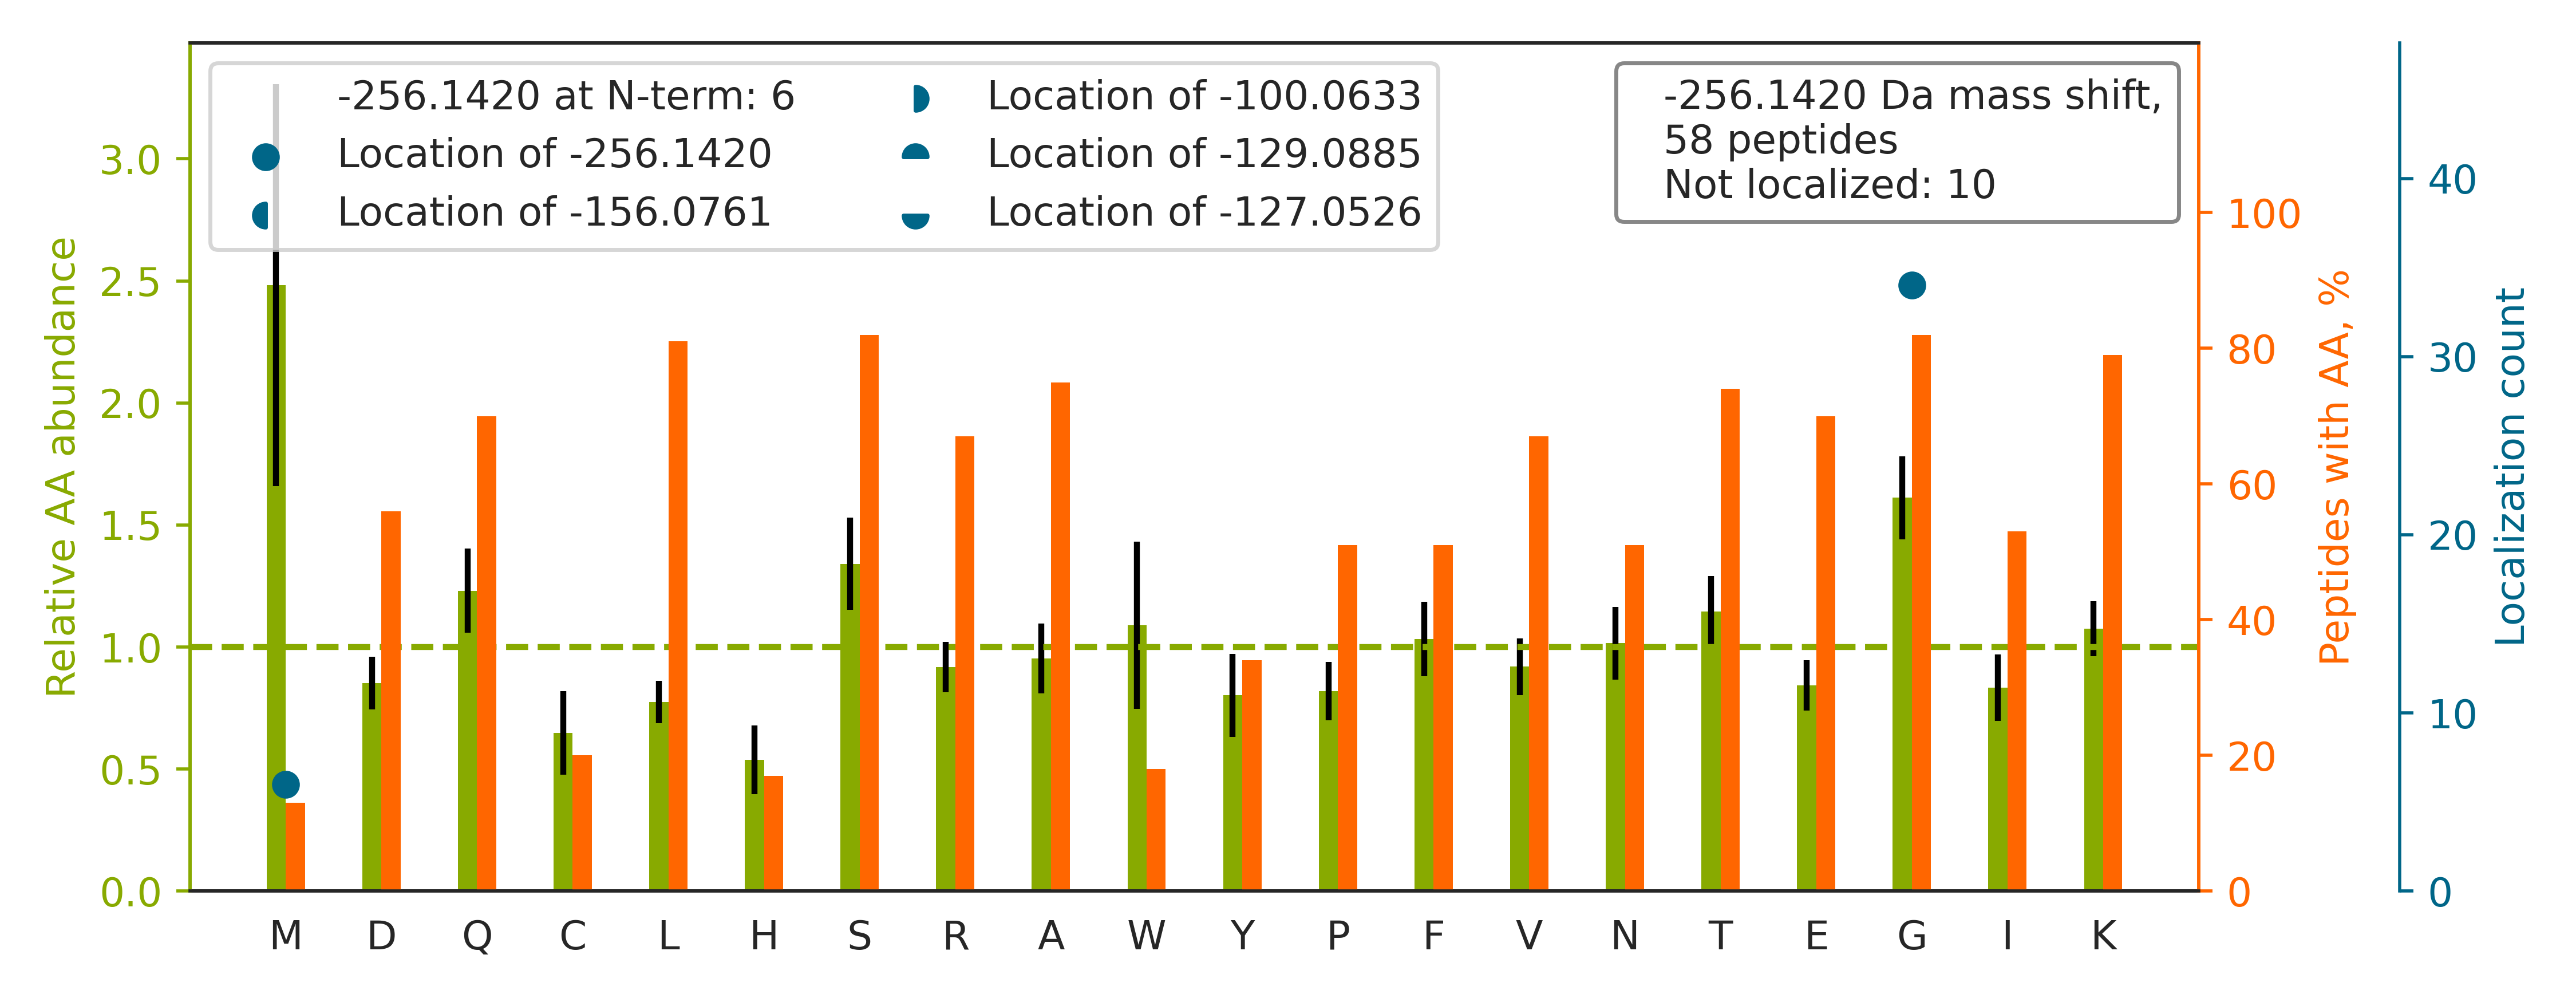 -256.1420 at N-term: 6
Location of -256.1420
Location of -156.0761
Location of -100.0633
Location of -129.0885
Location of -127.0526
-256.1420 Da mass shift,
58 peptides
Not localized: 10
Relative AA abundance
3.0
2.5
2.0
1.5
1.0
0.5
0.0
M D Q C L H S R A W Y P F V N T E G I K
100
80
60
40
20
0
Peptides with AA, %
40
30
20
10
0
Localization count